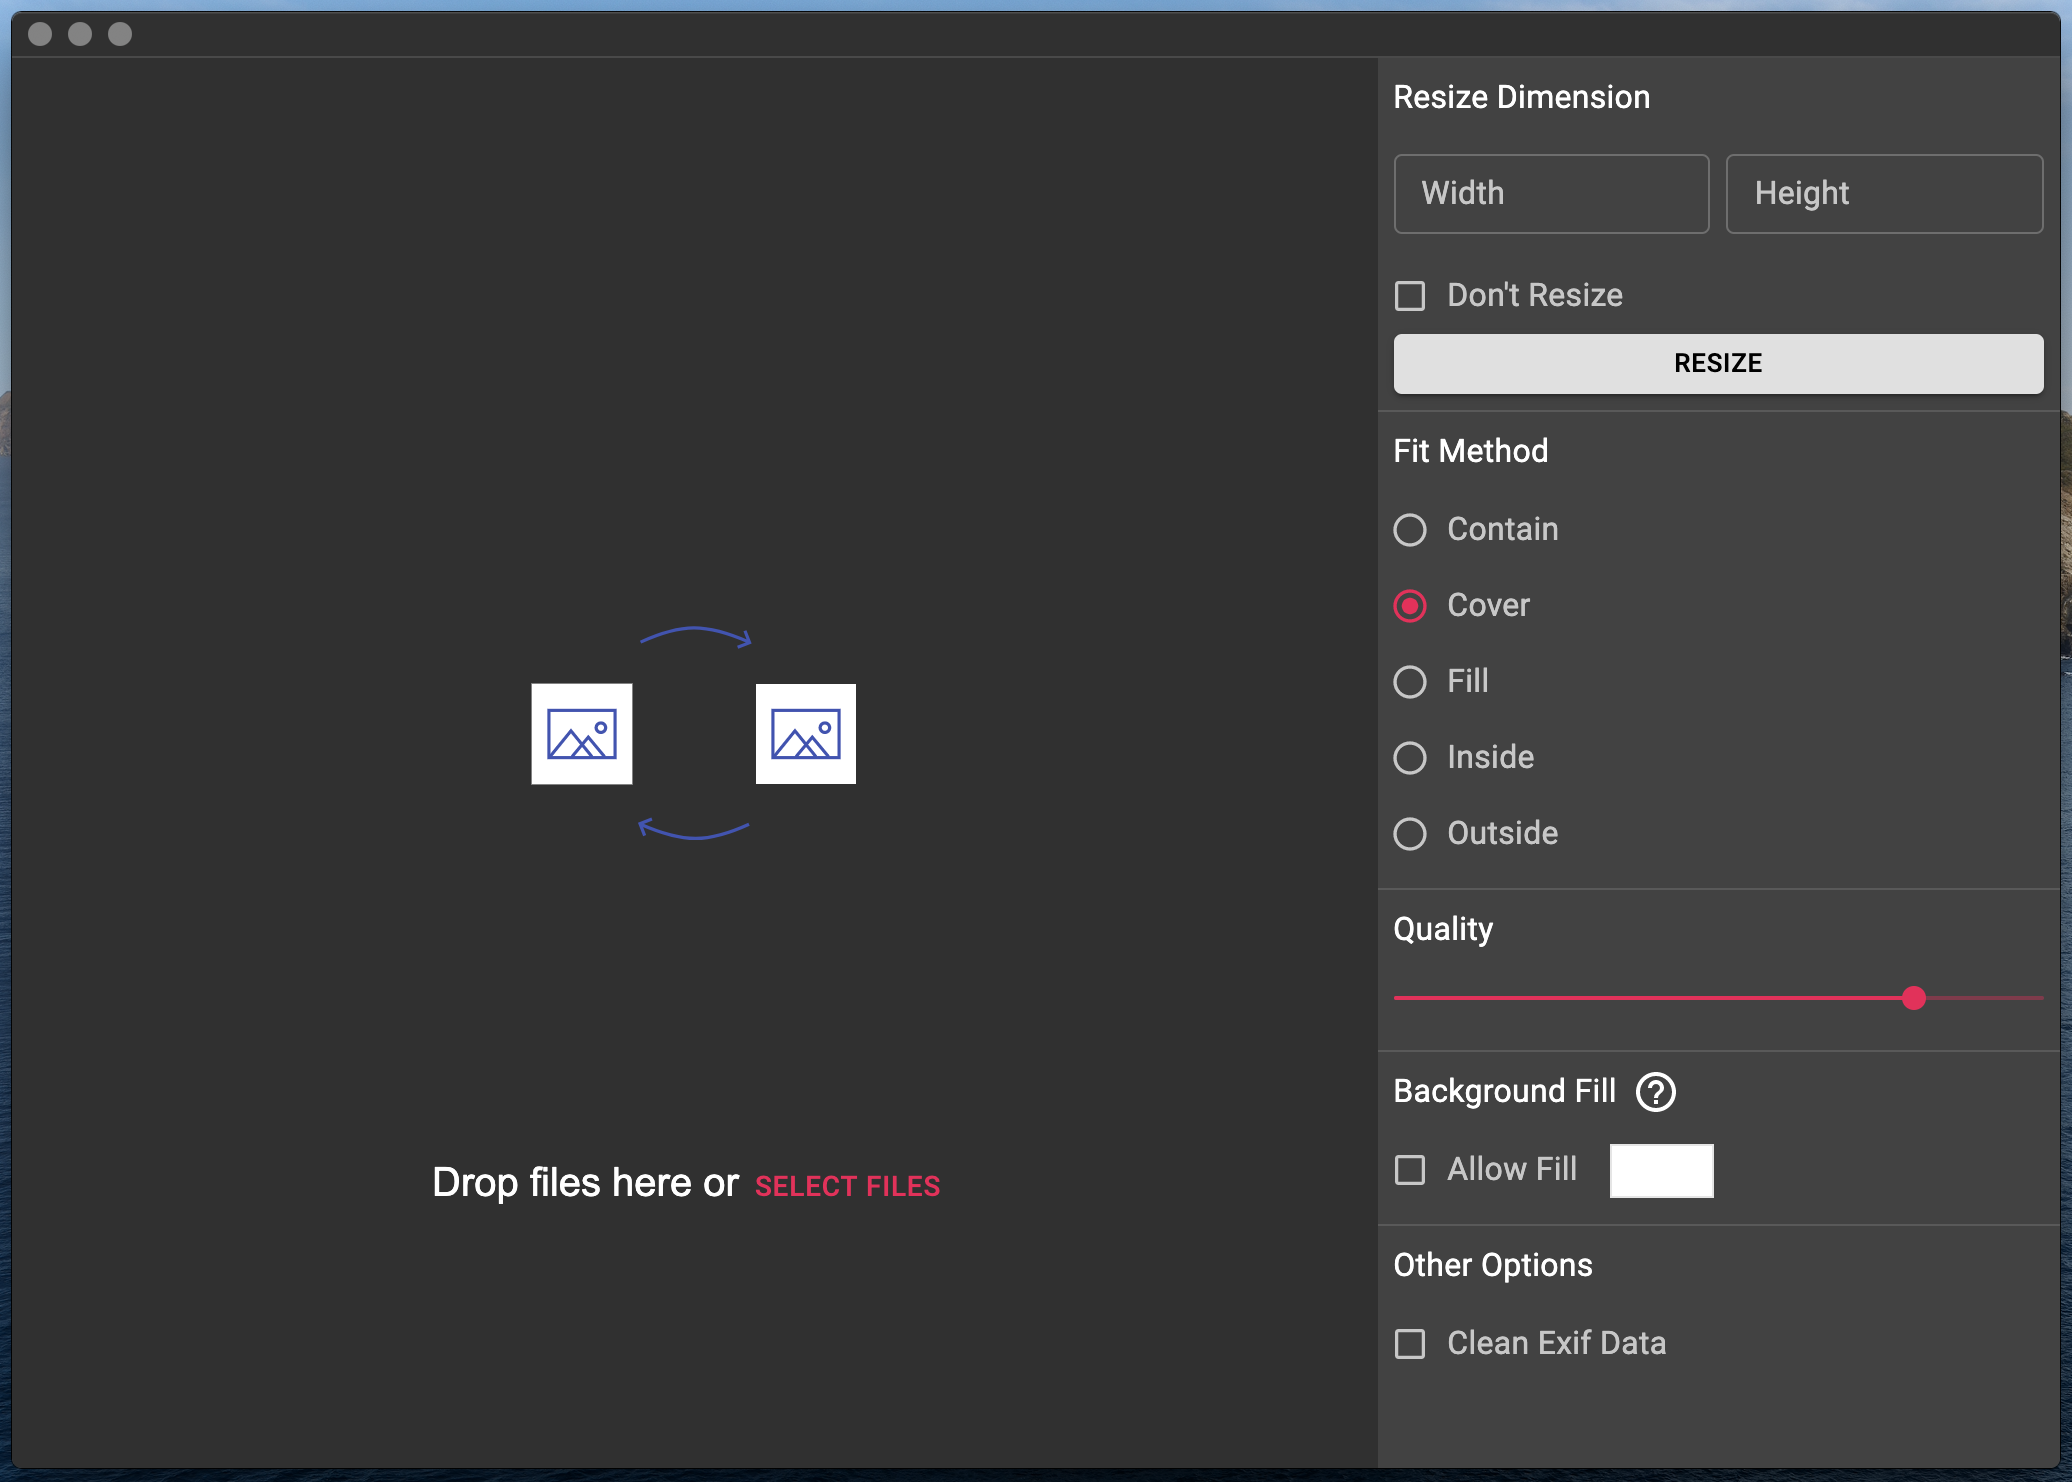 Resize Dimension
Width Height
Don't Resize
RESIZE
Fit Method
Contain
Cover
Fill
Inside
Outside
Quality
Background Fill
Allow Fill
Other Options
Clean Exif Data
Drop files here or SELECT FILES